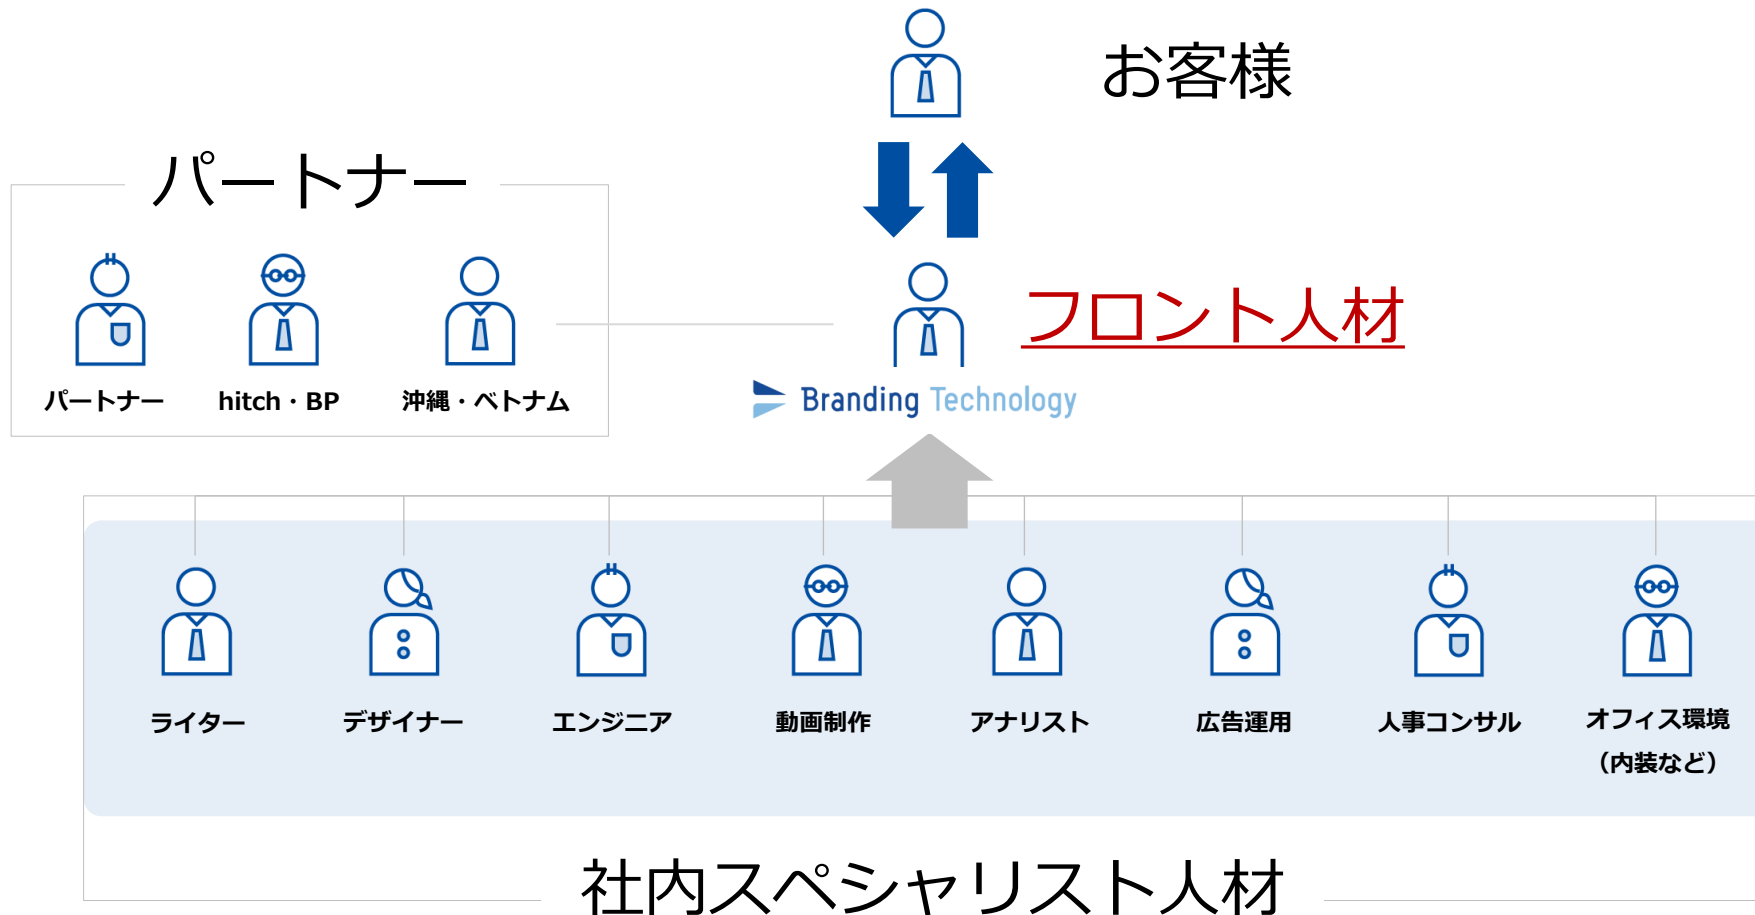 お客様
パートナー
フロント人材
パートナー
hitch・BP
沖縄・ベトナム
Branding Technology
ライター
デザイナー
エンジニア
動画制作
アナリスト
広告運用
人事コンサル
オフィス環境
（内装など）
社内スペシャリスト人材